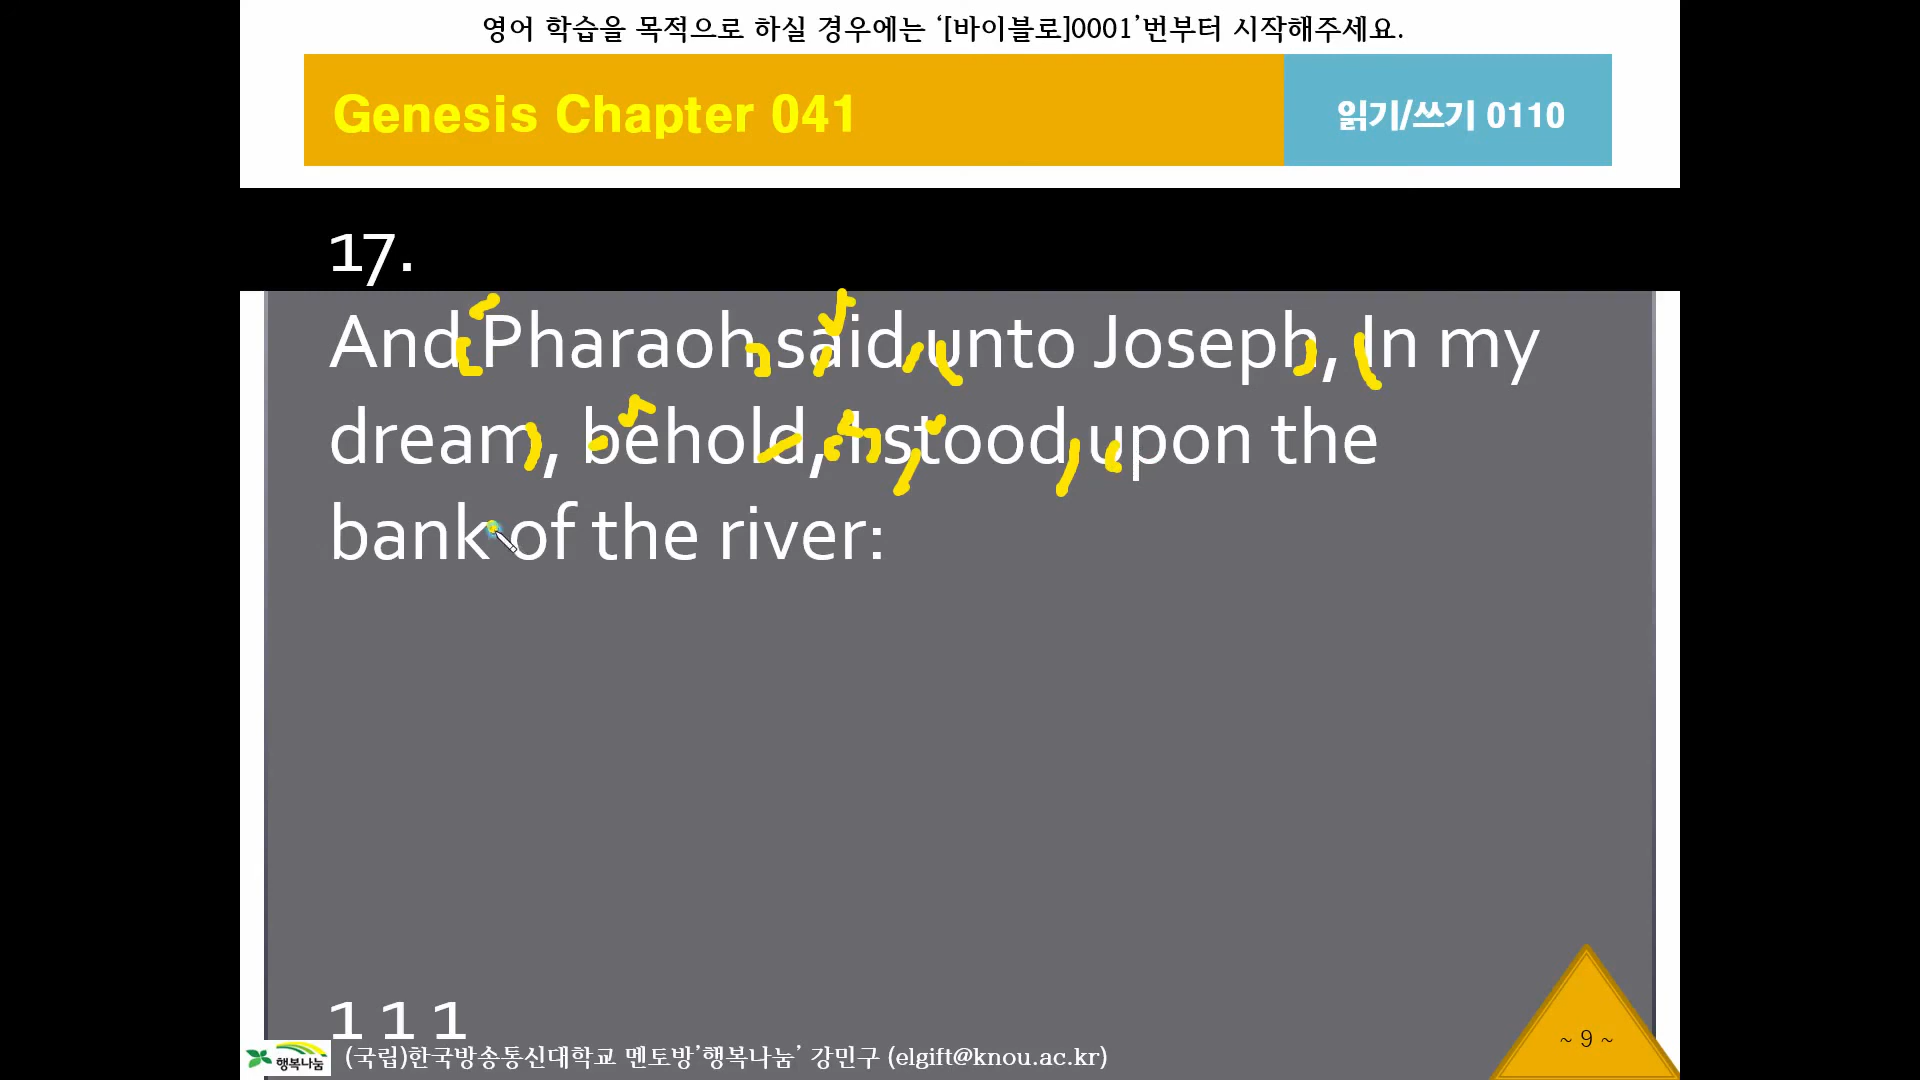 영어 학습을 목적으로 하실 경우에는 ‘[바이블로]0001’번부터 시작해주세요.
Genesis Chapter 041
읽기/쓰기 0110
17.
And Pharaoh said unto Joseph, In my
dream, behold, I stood upon the
bank of the river:
1 1 1
행복나눔
(국립)한국방송통신대학교 멘토방’행복나눔’ 강민구 (elgift@knou.ac.kr)
~ 9 ~